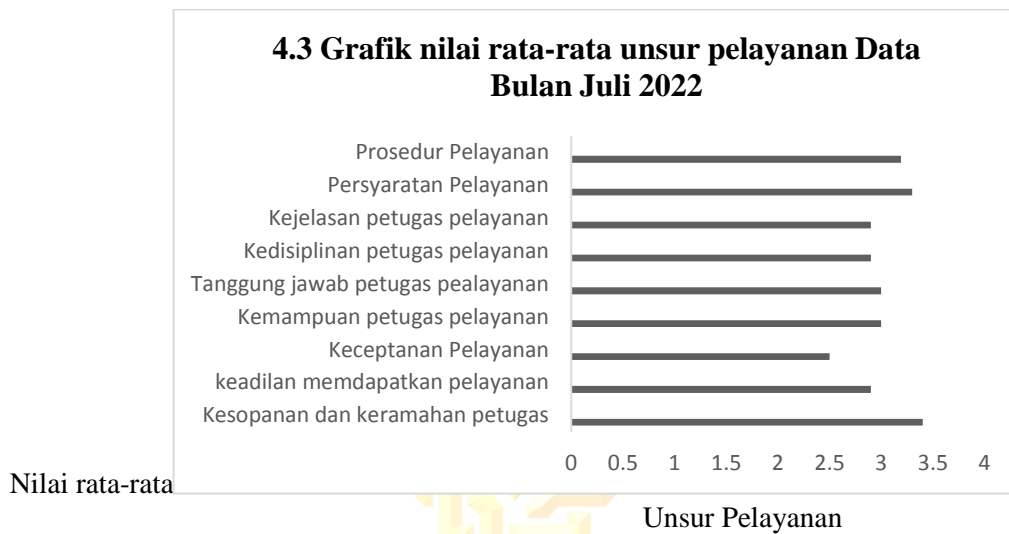 4.3 Grafik nilai rata-rata unsur pelayanan Data
Bulan Juli 2022
Prosedur Pelayanan
Persyaratan Pelayanan
Kejelasan petugas pelayanan
Kedisiplinan petugas pelayanan
Tanggung jawab petugas pealayanan
Kemampuan petugas pelayanan
Keceptanan Pelayanan
keadilan memdapatkan pelayanan
Kesopanan dan keramahan petugas
0 0.5 1 1.5 2 2.5 3 3.5 4
Nilai rata-rata
Unsur Pelayanan